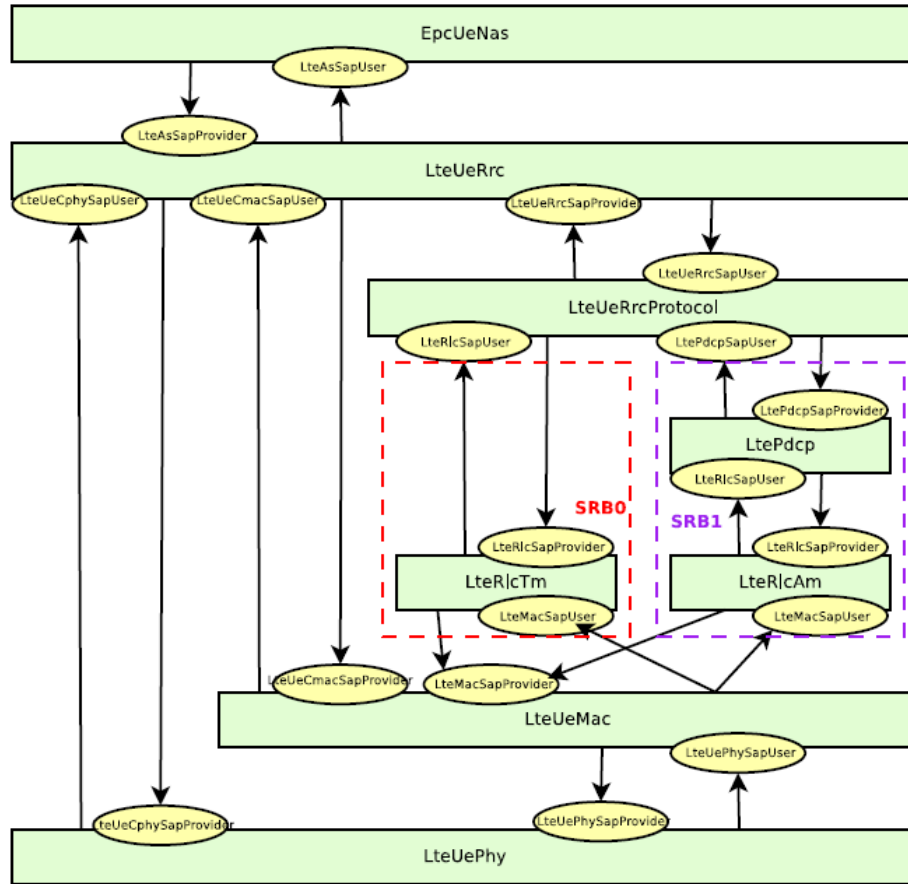 EpcUeNas
LteAsSapUser
LteAsSapProvider
LteUeRrc
LteUeCphySapUser
LteUeCmacSapUser
LteUeRrcSapProvide
LteUeRrcSapUser
LteUeRrcProtocol
LteRlcSapUser
LtePdcpSapUser
LtePdcpSapProvider
LtePdcp
LteRlcSapUser
SRB0
SRB1
LteRlcSapProvider
LteRlcSapProvider
LteRlcTm
LteRlcAm
LteMacSapUser
LteMacSapUser
LteUeCmacSapProvider
LteMacSapProvider
LteUeMac
LteUePhySapUser
LteUeCphySapProvider
LteUePhySapProvider
LteUePhy